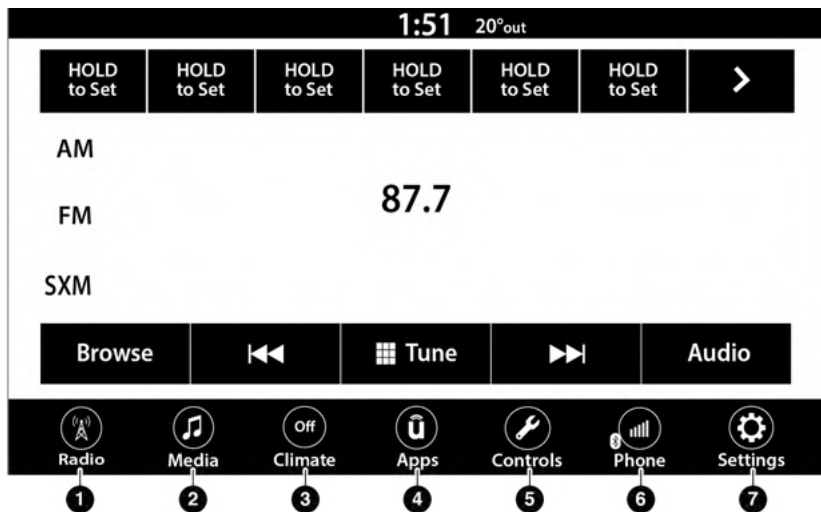 1:51 20°out
HOLD to Set HOLD to Set HOLD to Set HOLD to Set HOLD to Set HOLD to Set
AM
87.7
FM
SXM
Browse Tune Audio
Off û
Radio Media Climate Apps Controls Phone Settings
1 2 3 4 5 6 7